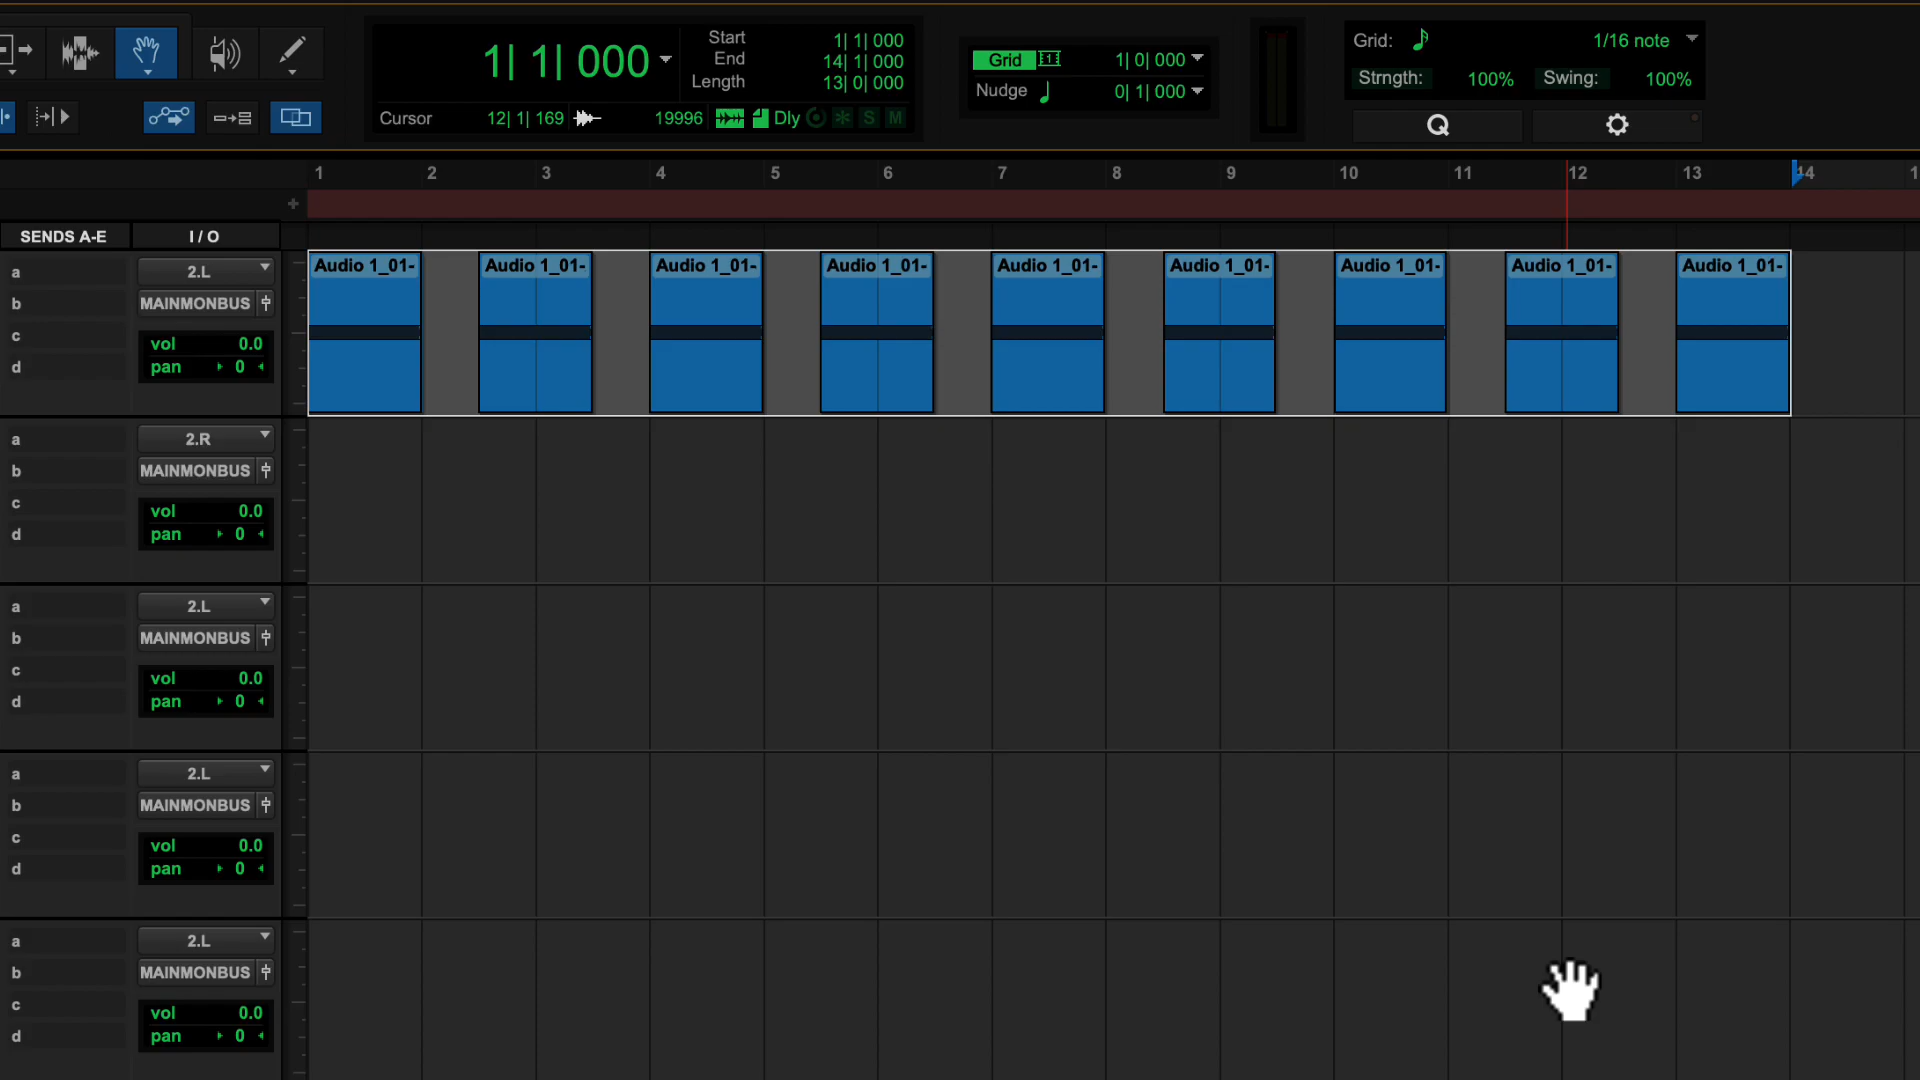 1| 1| 000
Start 1| 1| 000
End 14| 1| 000
Length 13| 0| 000
Cursor 12| 1| 169 19996 Dly S M
Grid 1| 0| 000
Nudge 0| 1| 000
Grid: 1/16 note
Strngth: 100% Swing: 100%
Q
1 2 3 4 5 6 7 8 9 10 11 12 13 14 1
+
SENDS A-E I / O
Audio 1_01- Audio 1_01- Audio 1_01- Audio 1_01- Audio 1_01- Audio 1_01- Audio 1_01- Audio 1_01- Audio 1_01-
a 2.L
b MAINMONBUS
c vol 0.0
d pan 0
a 2.R
b MAINMONBUS
c vol 0.0
d pan 0
a 2.L
b MAINMONBUS
c vol 0.0
d pan 0
a 2.L
b MAINMONBUS
c vol 0.0
d pan 0
a 2.L
b MAINMONBUS
c vol 0.0
d pan 0